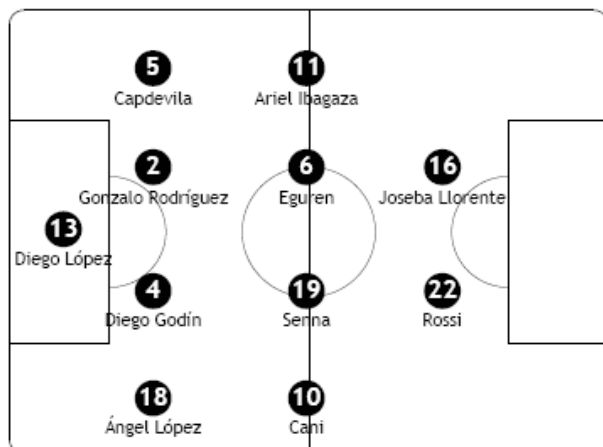 5
Capdevila
11
Ariel Ibagaza
2
Gonzalo Rodríguez
6
Eguren
16
Joseba Llorente
13
Diego López
4
Diego Godín
19
Senna
22
Rossi
18
Ángel López
10
Cani